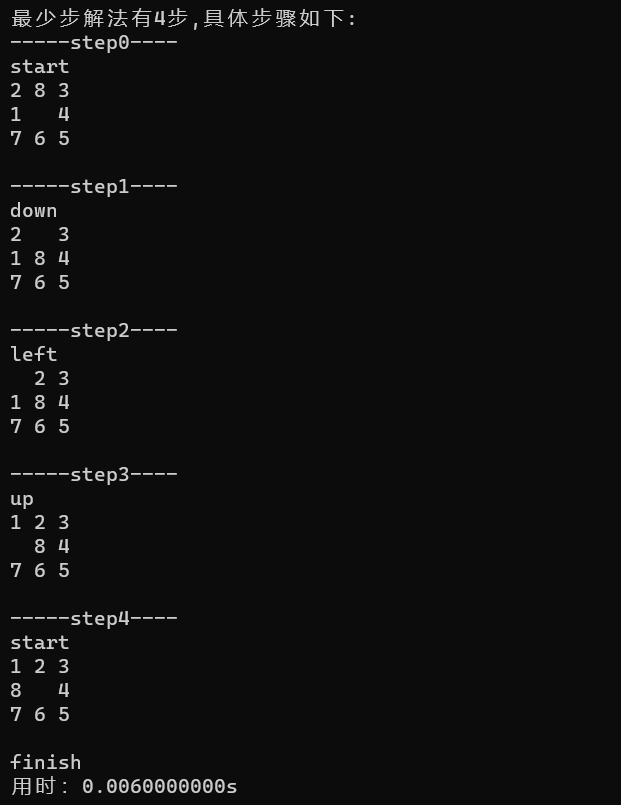 最少步解法有4步,具体步骤如下:
-----step0----
start
2 8 3
1   4
7 6 5

-----step1----
down
2   3
1 8 4
7 6 5

-----step2----
left
  2 3
1 8 4
7 6 5

-----step3----
up
1 2 3
  8 4
7 6 5

-----step4----
start
1 2 3
8   4
7 6 5

finish
用时: 0.0060000000s